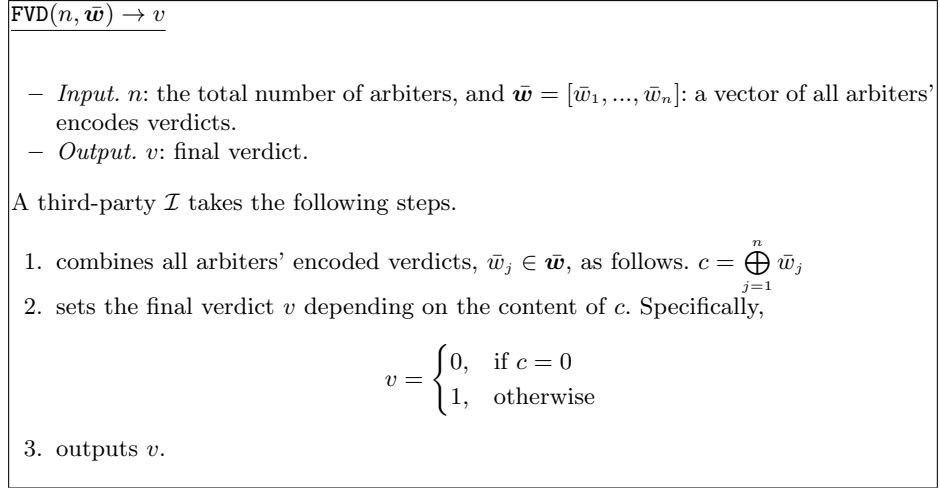 FVD(n, w̄) → v
– Input. n: the total number of arbiters, and w̄ = [w̄₁, ..., w̄ₙ]: a vector of all arbiters'
encodes verdicts.
– Output. v: final verdict.
A third-party I takes the following steps.
1. combines all arbiters' encoded verdicts, w̄ⱼ ∈ w̄, as follows. c = ⊕ⁿⱼ₌₁ w̄ⱼ
2. sets the final verdict v depending on the content of c. Specifically,
v = { 0, if c = 0
1, otherwise
3. outputs v.